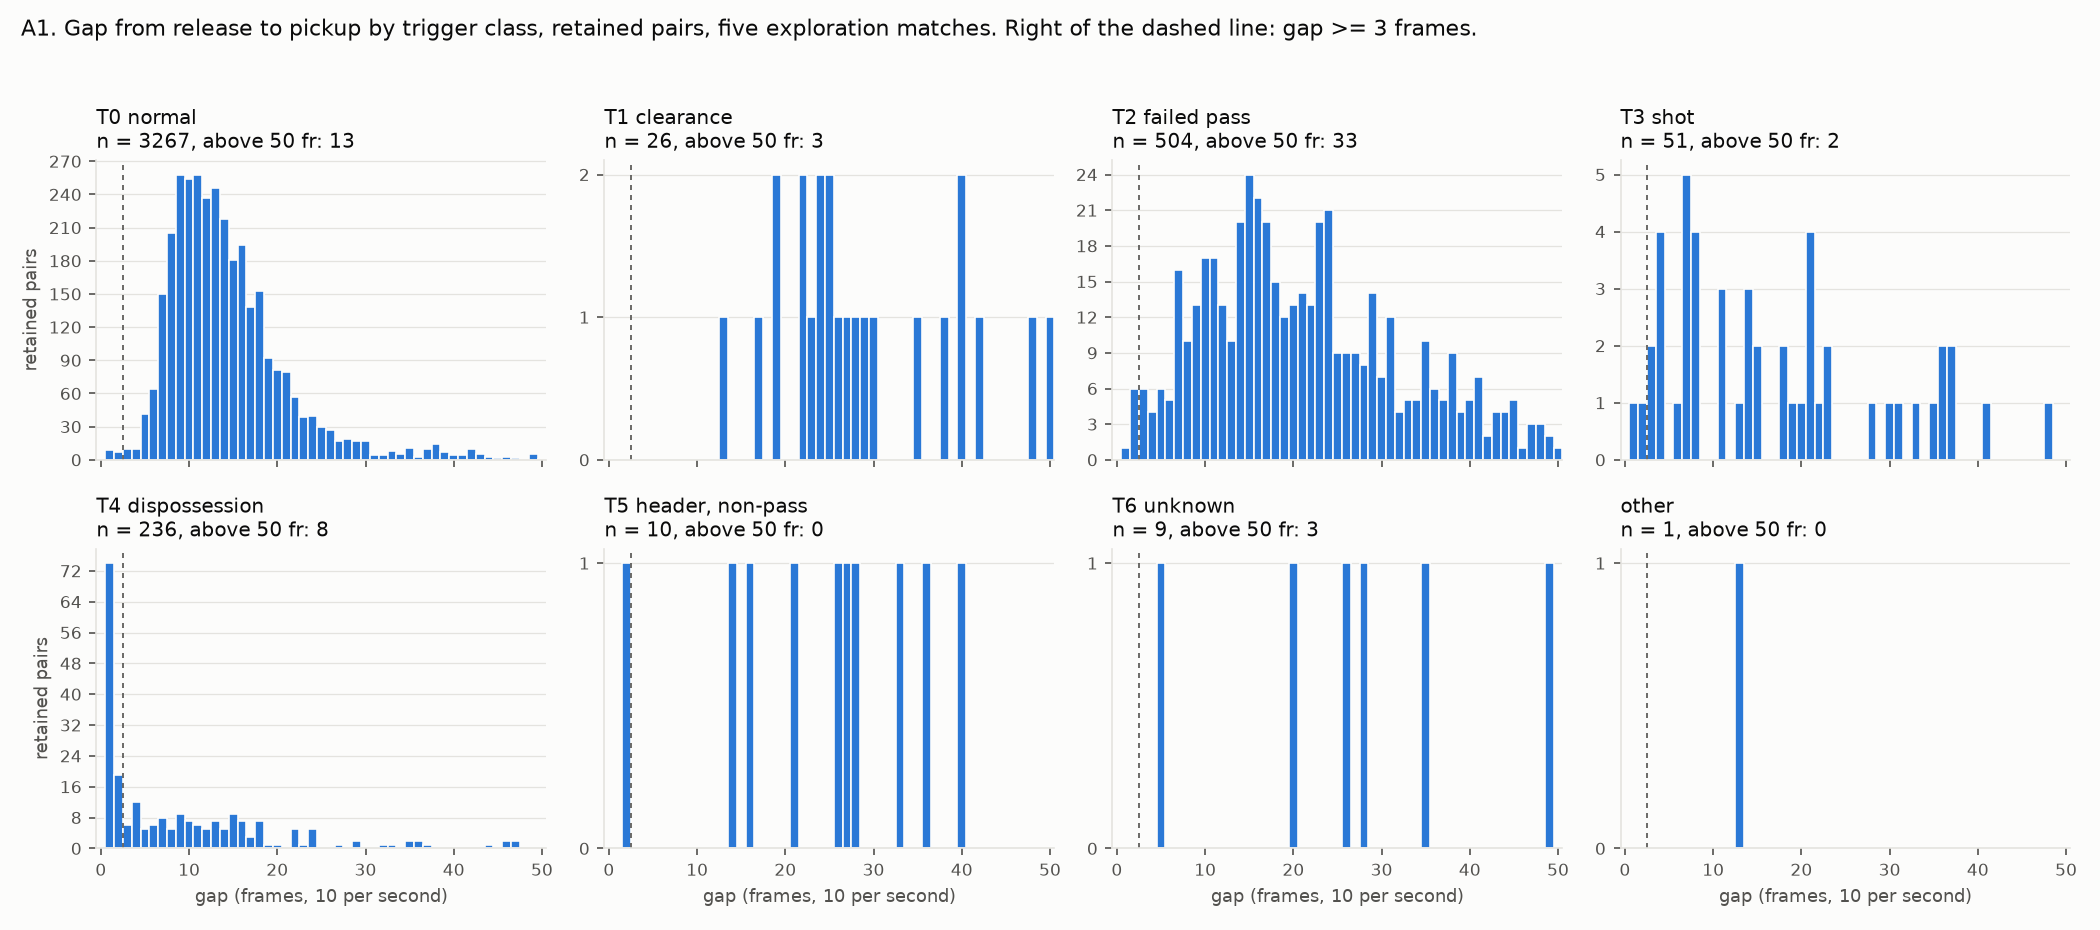 A1. Gap from release to pickup by trigger class, retained pairs, five exploration matches. Right of the dashed line: gap >= 3 frames.
T0 normal
n = 3267, above 50 fr: 13
270
240
210
180
150
120
90
60
30
0
retained pairs
T1 clearance
n = 26, above 50 fr: 3
2
1
0
T2 failed pass
n = 504, above 50 fr: 33
24
21
18
15
12
9
6
3
0
T3 shot
n = 51, above 50 fr: 2
5
4
3
2
1
0
T4 dispossession
n = 236, above 50 fr: 8
72
64
56
48
40
32
24
16
8
0
retained pairs
0 10 20 30 40 50
gap (frames, 10 per second)
T5 header, non-pass
n = 10, above 50 fr: 0
1
0
0 10 20 30 40 50
gap (frames, 10 per second)
T6 unknown
n = 9, above 50 fr: 3
1
0
0 10 20 30 40 50
gap (frames, 10 per second)
other
n = 1, above 50 fr: 0
1
0
0 10 20 30 40 50
gap (frames, 10 per second)